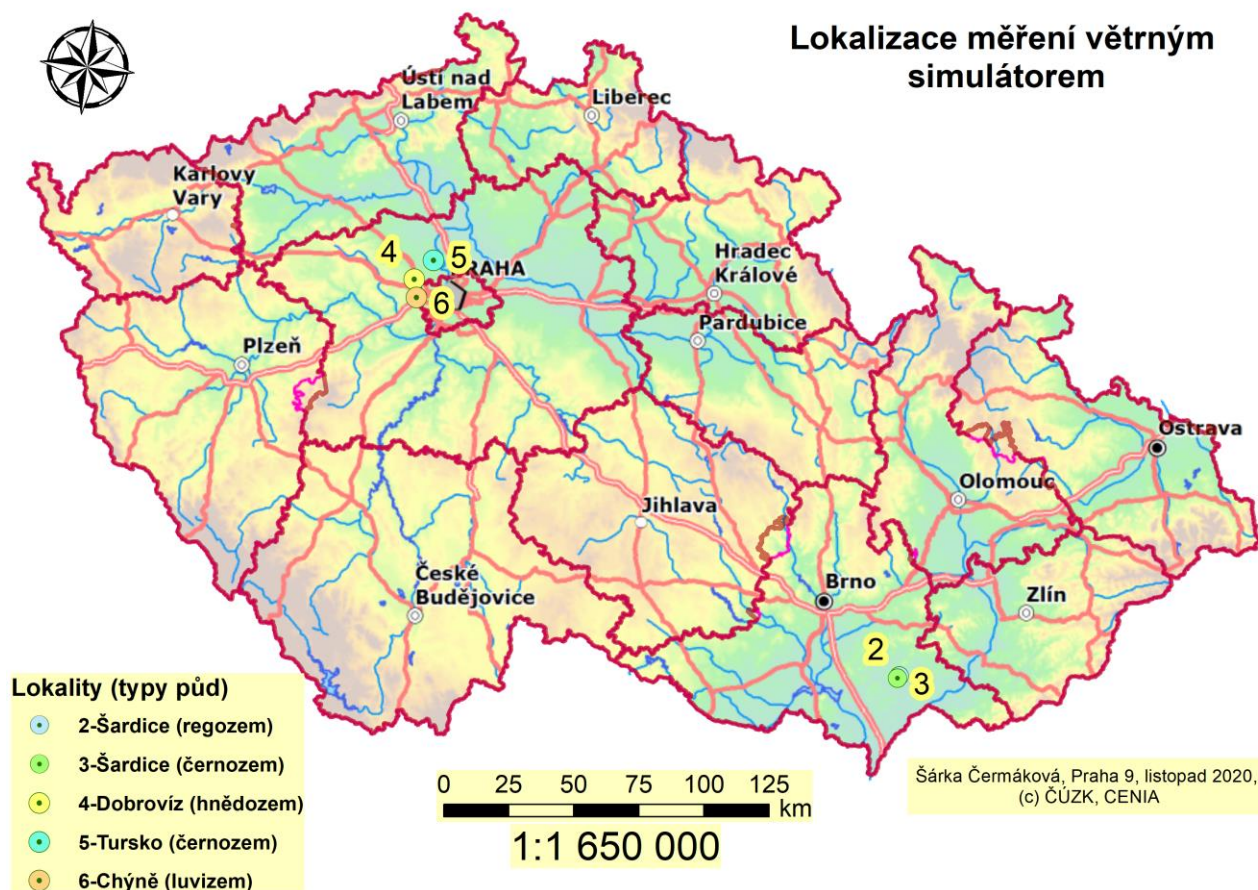 Lokalizace měření větrným
simulátorem
Ústí nad
Labem
Liberec
Karlovy
Vary
4
5
RAHA
6
Hradec
Králové
Pardubice
Plzeň
Ostrava
Olomouc
Jihlava
České
Budějovice
Brno
Zlín
2
3
Lokality (typy půd)
2-Šardice (regozem)
3-Šardice (černozem)
4-Dobrovíz (hnědozem)
5-Tursko (černozem)
6-Chýně (luvizem)
0 25 50 75 100 125
km
1:1 650 000
Šárka Čermáková, Praha 9, listopad 2020,
(c) ČÚZK, CENIA